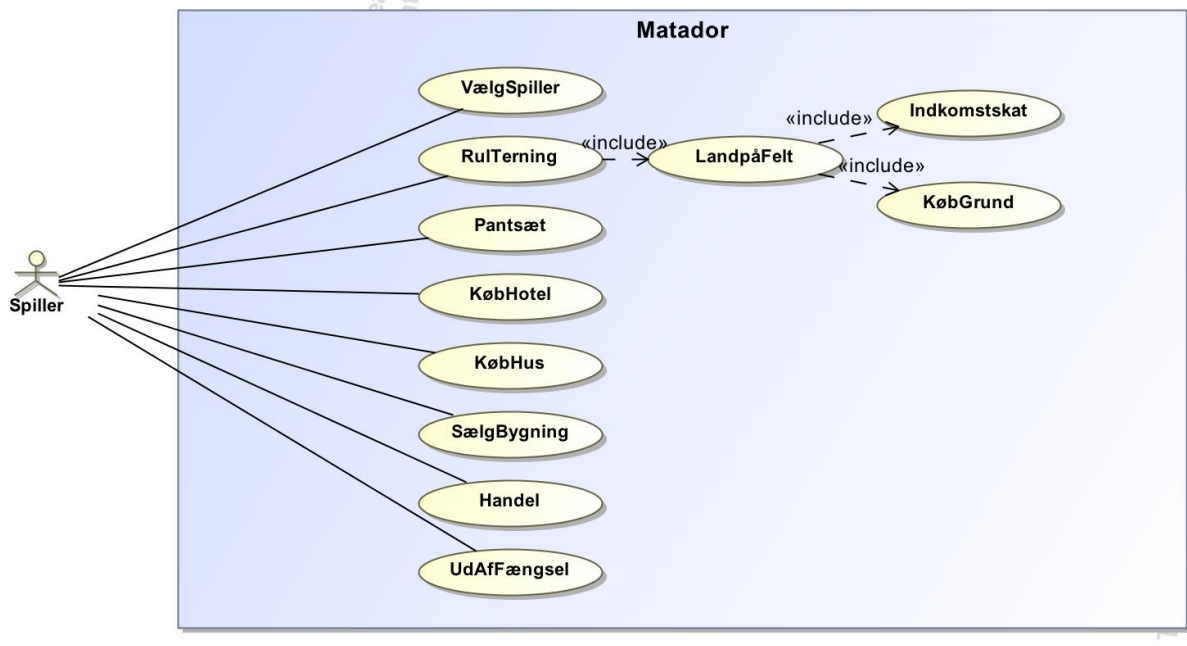 Matador
VælgSpiller
RulTerning
«include»
LandpåFelt
«include»
Indkomstskat
«include»
KøbGrund
Pantsæt
KøbHotel
KøbHus
SælgBygning
Handel
UdAfFængsel
Spiller